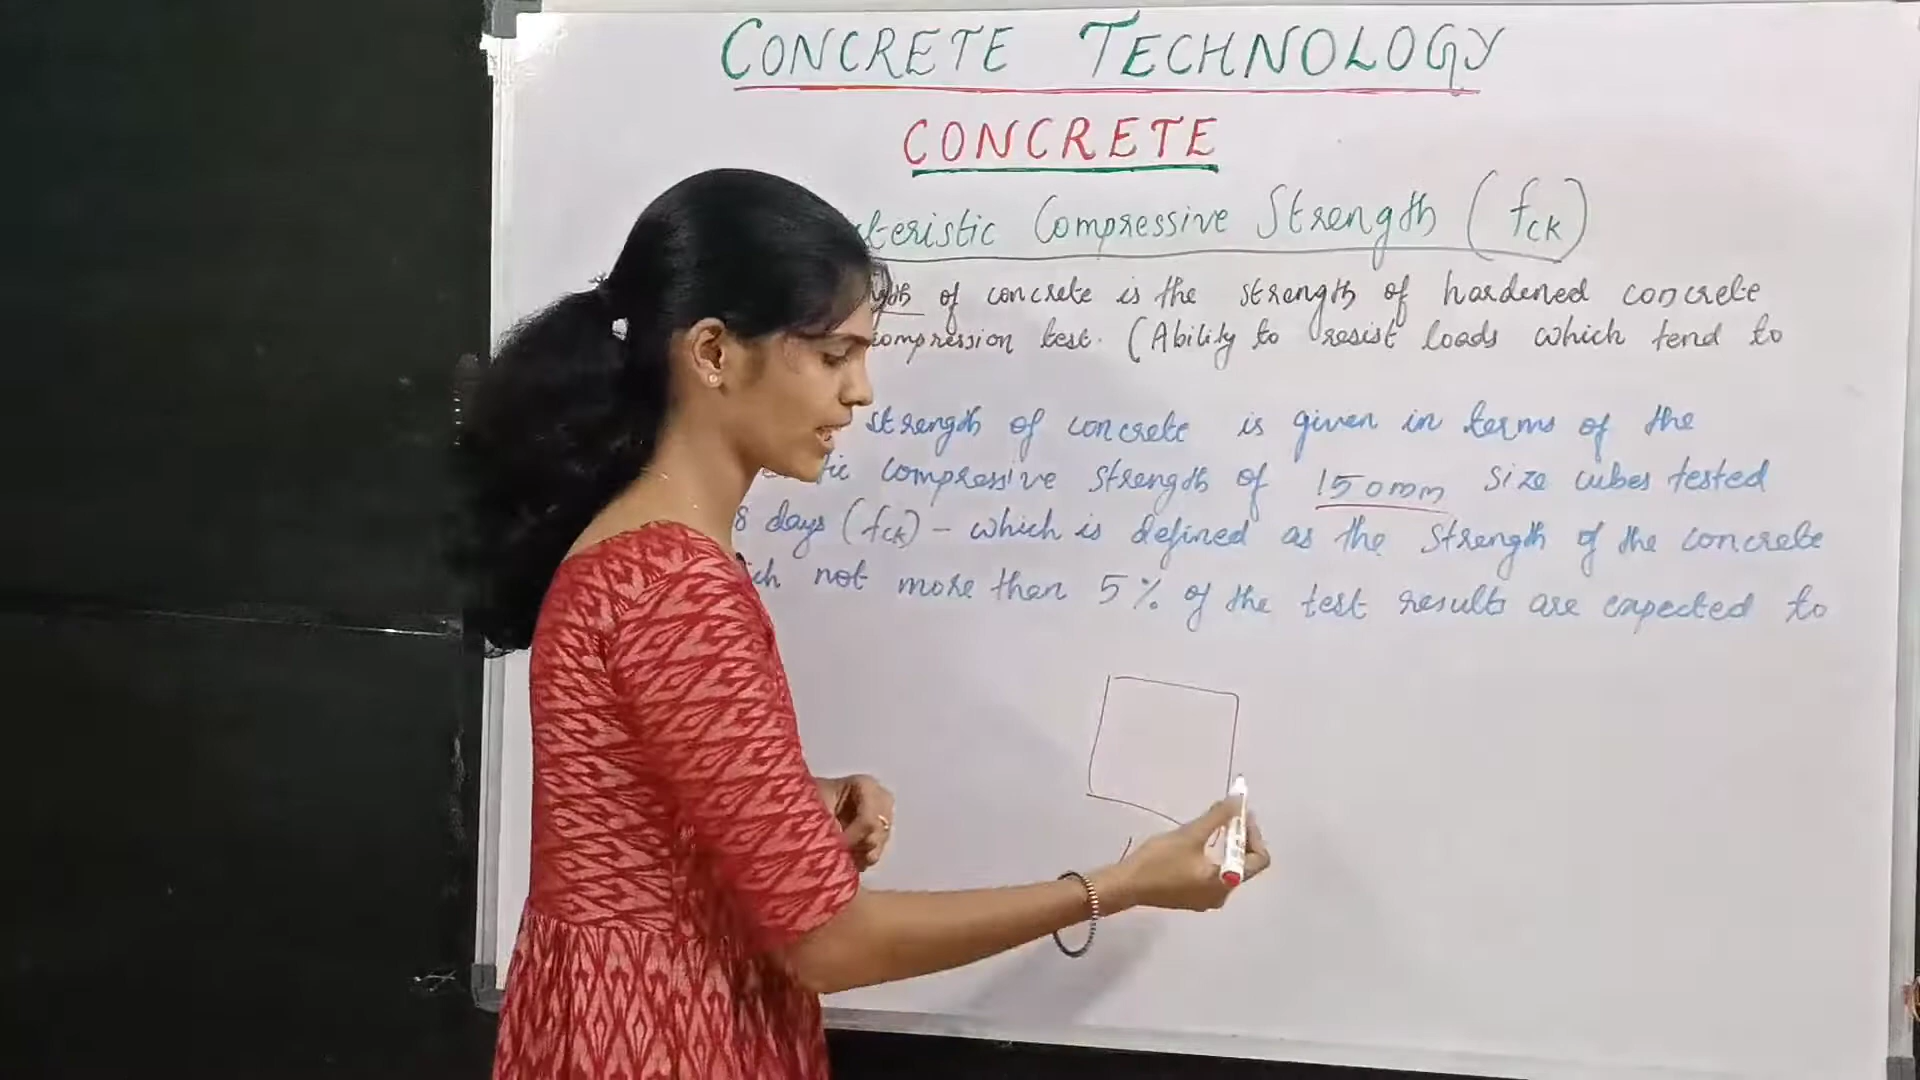 CONCRETE TECHNOLOGY
CONCRETE
Compressive Strength (fck)
of concrete is the strength of hardened concrete
compression test. (Ability to resist loads which tend to
strength of concrete is given in terms of the
compressive strength of 150mm size cubes tested
8 days (fck) - which is defined as the strength of the concrete
not more than 5% of the test results are expected to